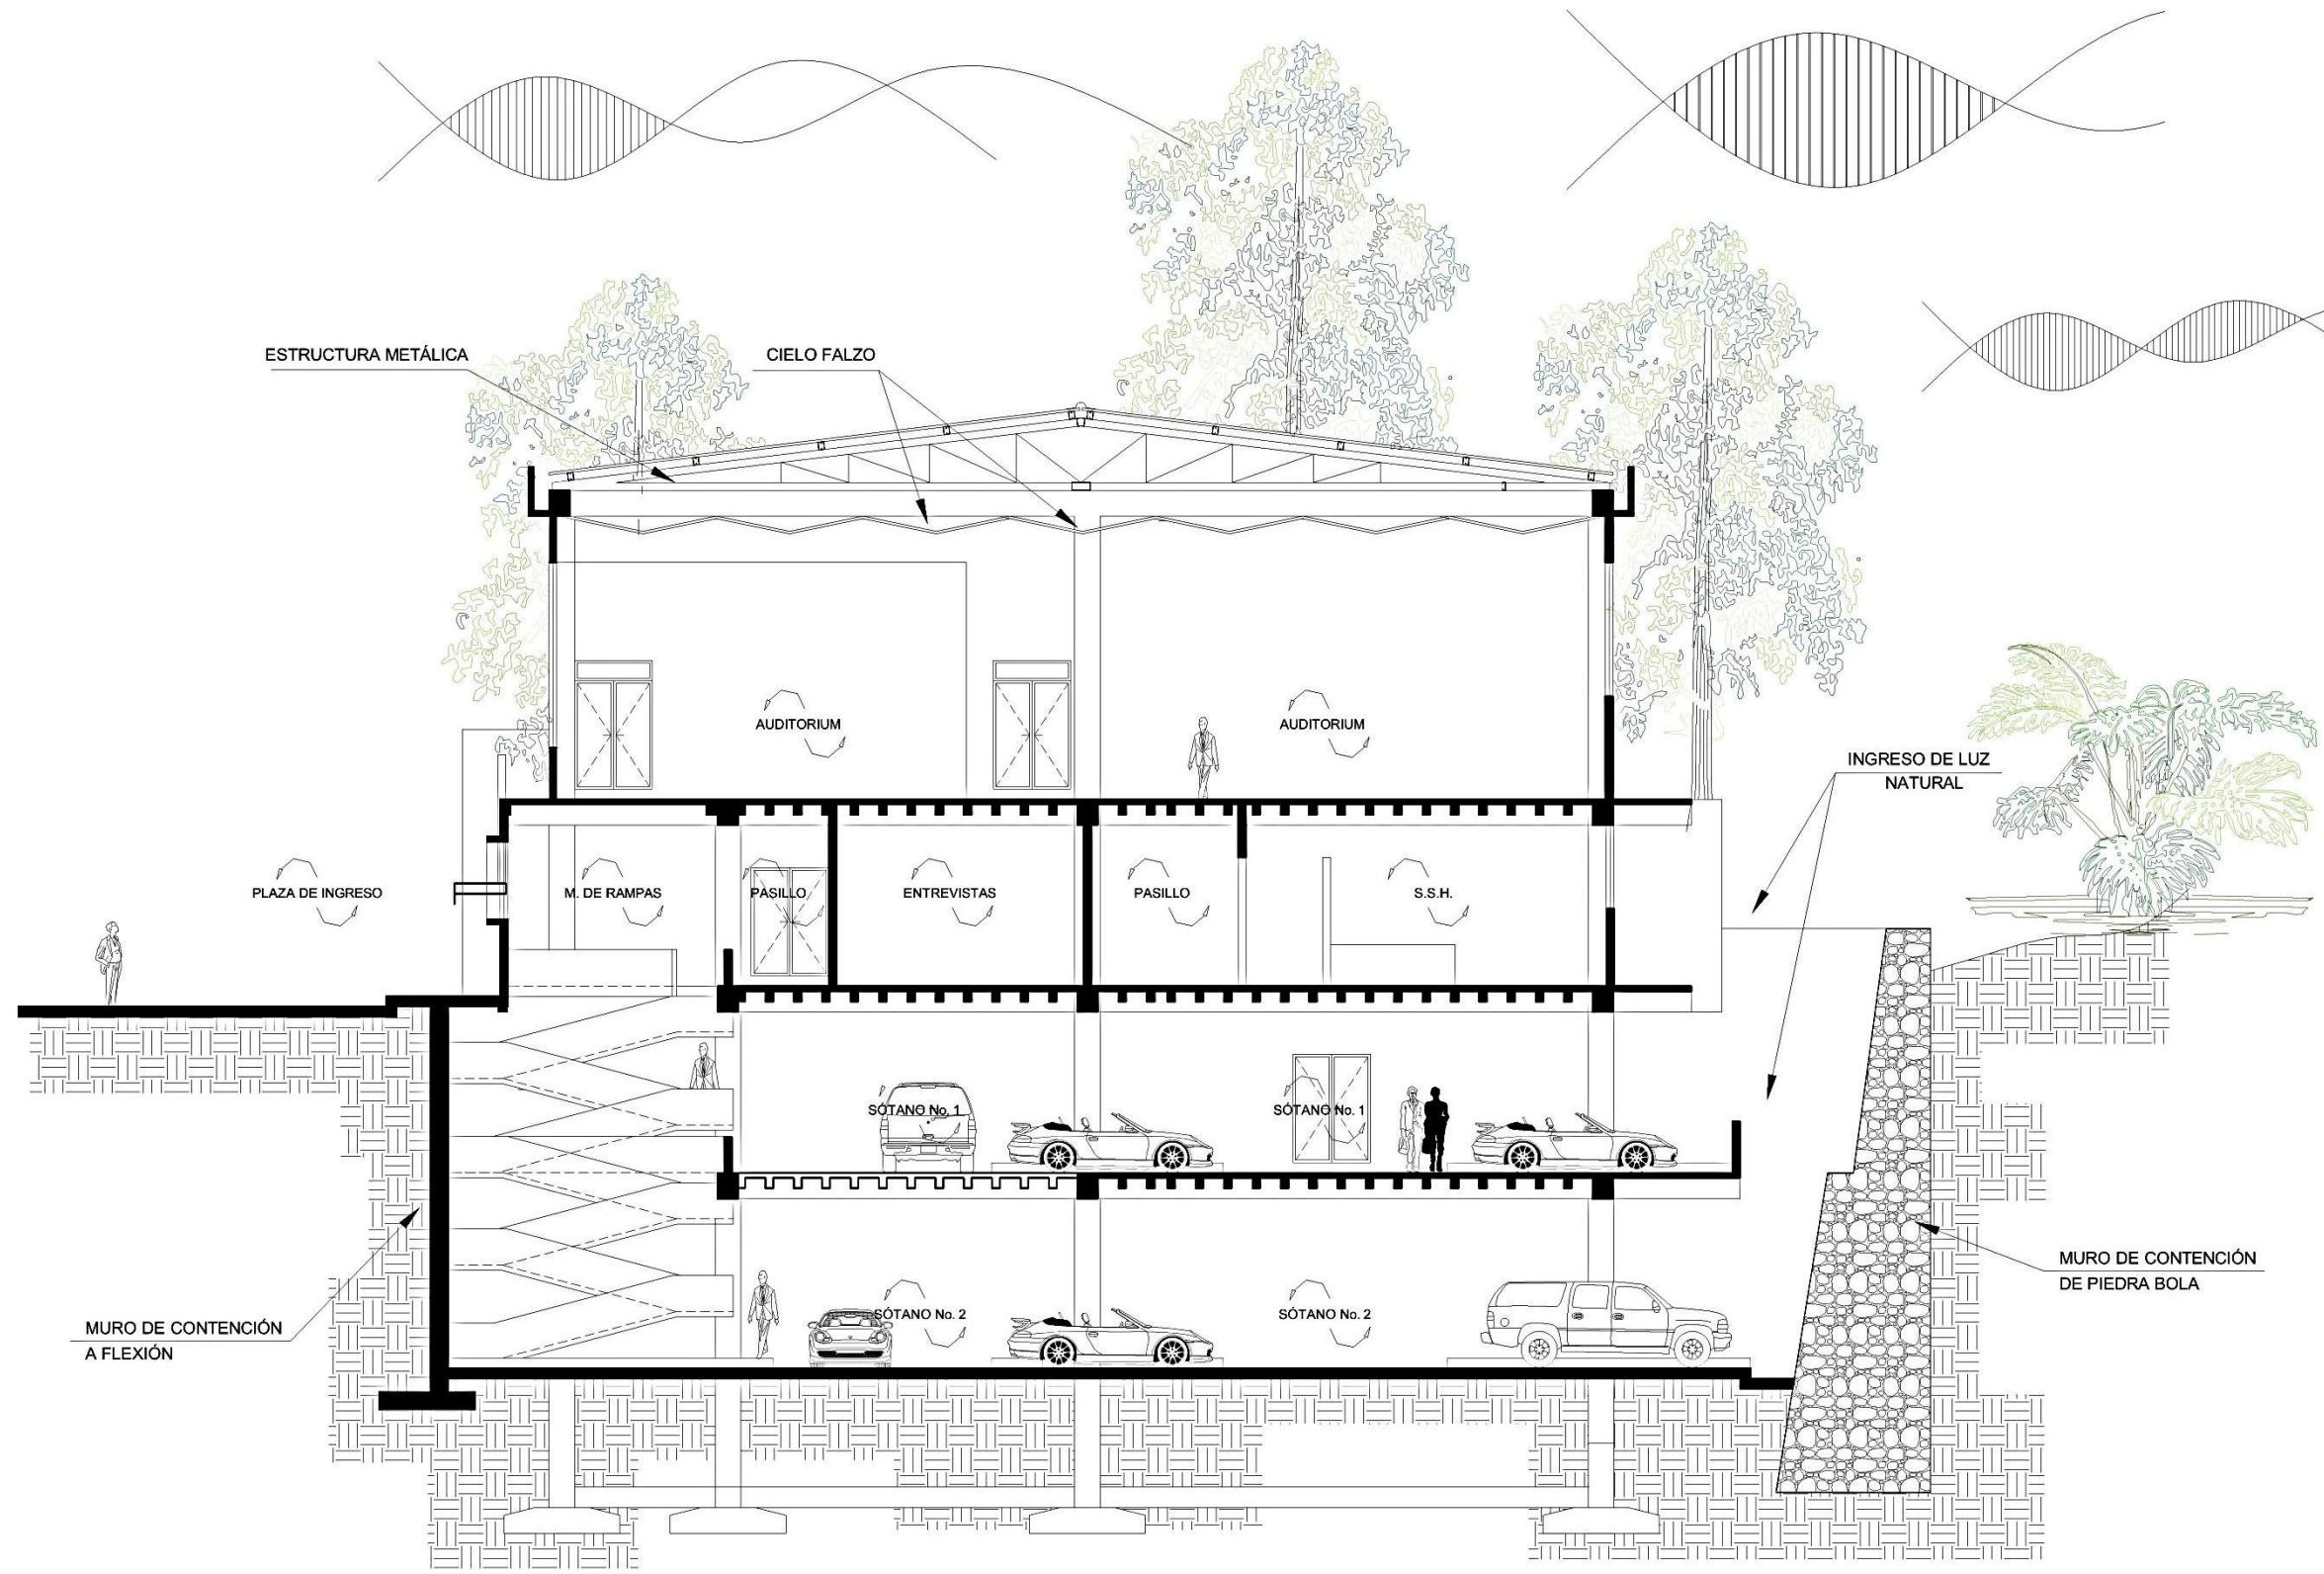 ESTRUCTURA METÁLICA
CIELO FALZO
AUDITORIUM
AUDITORIUM
INGRESO DE LUZ
NATURAL
PLAZA DE INGRESO
M. DE RAMPAS
PASILLO
ENTREVISTAS
PASILLO
S.S.H.
SÓTANO No. 1
SÓTANO No. 1
MURO DE CONTENCIÓN
DE PIEDRA BOLA
SÓTANO No. 2
SÓTANO No. 2
MURO DE CONTENCIÓN
A FLEXIÓN